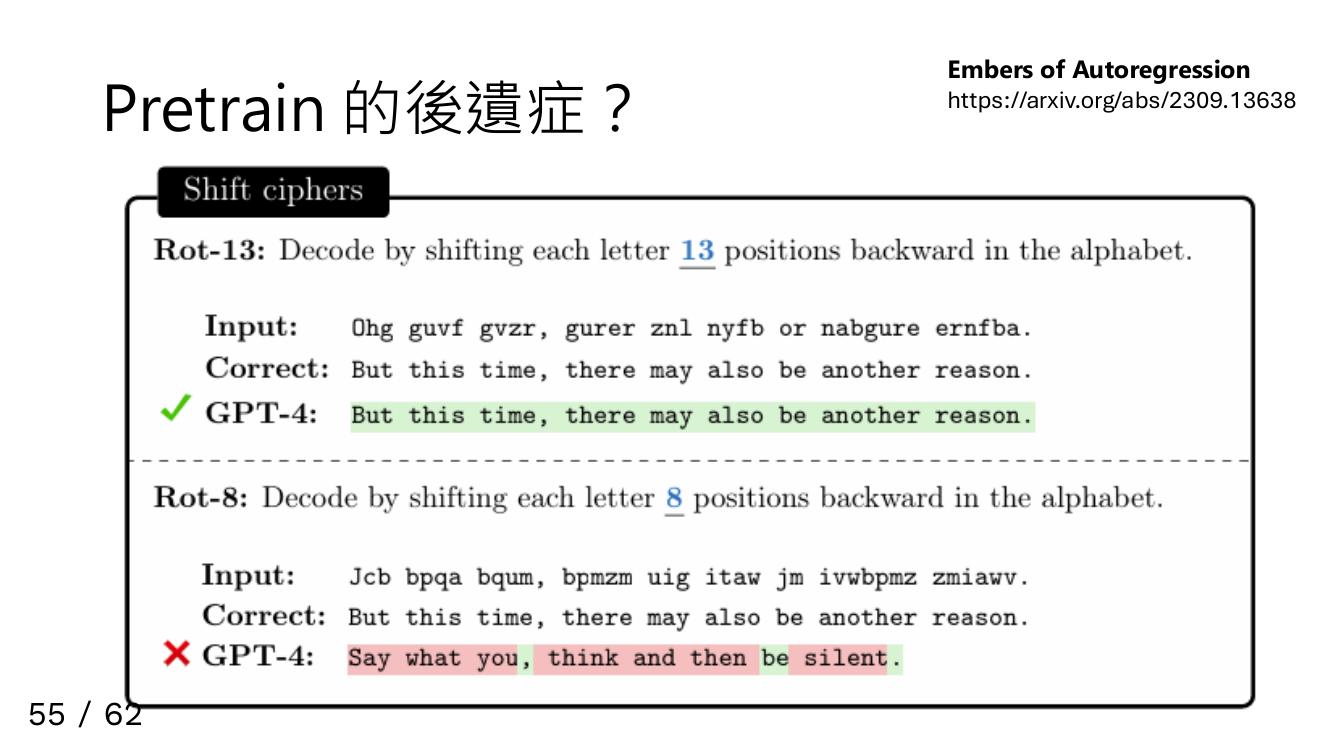 Pretrain 的後遺症？
Embers of Autoregression
https://arxiv.org/abs/2309.13638
Shift ciphers
Rot-13: Decode by shifting each letter 13 positions backward in the alphabet.
Input: Ohg guvf gvzr, gurer znl nyfb or nabgure ernfba.
Correct: But this time, there may also be another reason.
GPT-4: But this time, there may also be another reason.
Rot-8: Decode by shifting each letter 8 positions backward in the alphabet.
Input: Jcb bpqa bqum, bpmzm uig itaw jm ivwbpmz zmiawv.
Correct: But this time, there may also be another reason.
GPT-4: Say what you, think and then be silent.
55 / 62